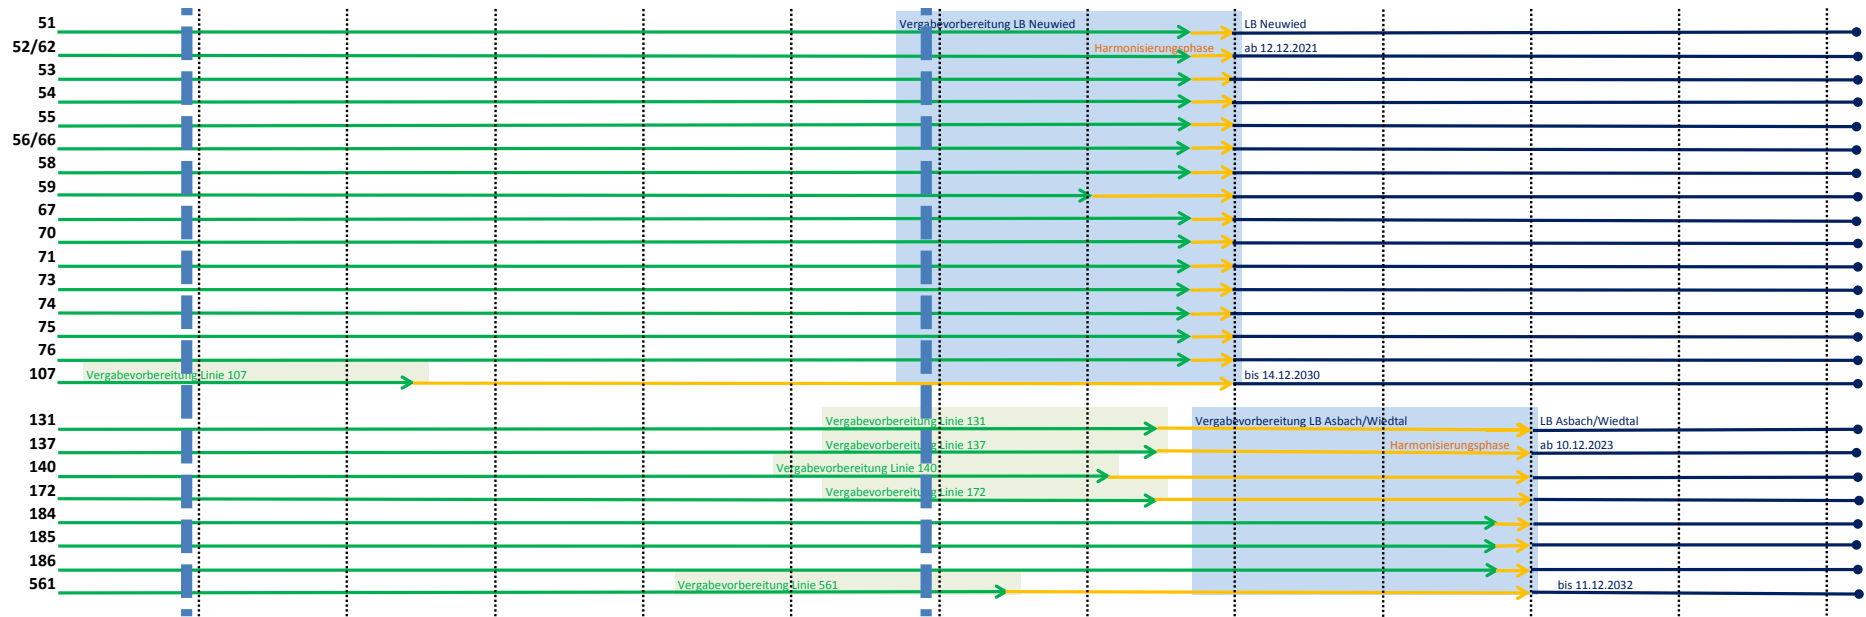 51 Vergabevorbereitung LB Neuwied LB Neuwied
52/62 Harmonisierungsphase ab 12.12.2021
53
54
55
56/66
58
59
67
70
71
73
74
75
76
107 Vergabevorbereitung Linie 107 bis 14.12.2030
131 Vergabevorbereitung Linie 131 Vergabevorbereitung LB Asbach/Wiedtal LB Asbach/Wiedtal
137 Vergabevorbereitung Linie 137 Harmonisierungsphase ab 10.12.2023
140 Vergabevorbereitung Linie 140
172 Vergabevorbereitung Linie 172
184
185
186
561 Vergabevorbereitung Linie 561 bis 11.12.2032